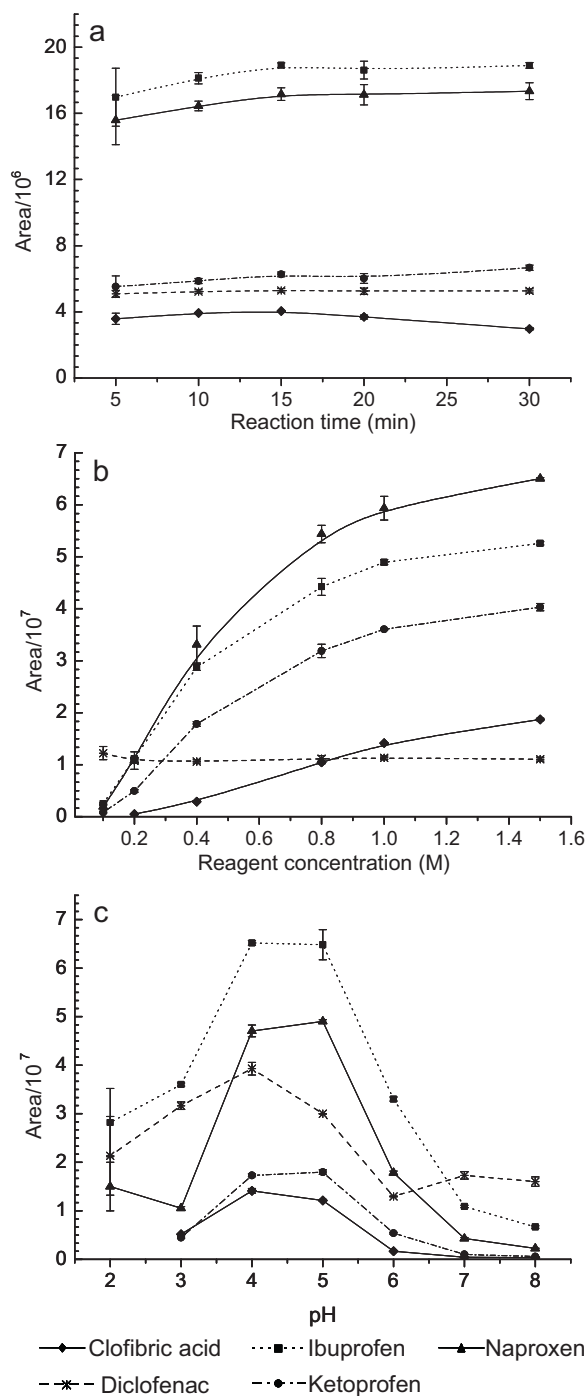 a
20
16
12
8
4
0
Area/10⁶
5 10 15 20 25 30
Reaction time (min)
b
7
6
5
4
3
2
1
0
Area/10⁷
0.2 0.4 0.6 0.8 1.0 1.2 1.4 1.6
Reagent concentration (M)
c
7
6
5
4
3
2
1
0
Area/10⁷
2 3 4 5 6 7 8
pH
Clofibric acid Ibuprofen Naproxen
Diclofenac Ketoprofen